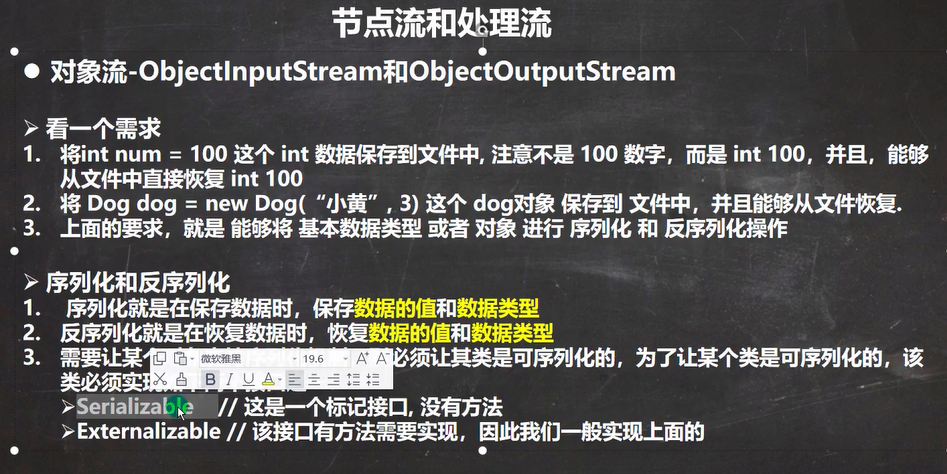 节点流和处理流
● 对象流-ObjectInputStream和ObjectOutputStream
➢ 看一个需求
1. 将int num = 100 这个 int 数据保存到文件中, 注意不是 100 数字，而是 int 100，并且，能够
从文件中直接恢复 int 100
2. 将 Dog dog = new Dog(“小黄”, 3) 这个 dog对象 保存到 文件中，并且能够从文件恢复.
3. 上面的要求，就是 能够将 基本数据类型 或者 对象 进行 序列化 和 反序列化操作
➢ 序列化和反序列化
1. 序列化就是在保存数据时，保存数据的值和数据类型
2. 反序列化就是在恢复数据时，恢复数据的值和数据类型
3. 需要让某个 必须让其类是可序列化的，为了让某个类是可序列化的，该
微软雅黑 19.6 A+ A-
B I U A
类必须实现
➢Serializable // 这是一个标记接口, 没有方法
➢Externalizable // 该接口有方法需要实现，因此我们一般实现上面的